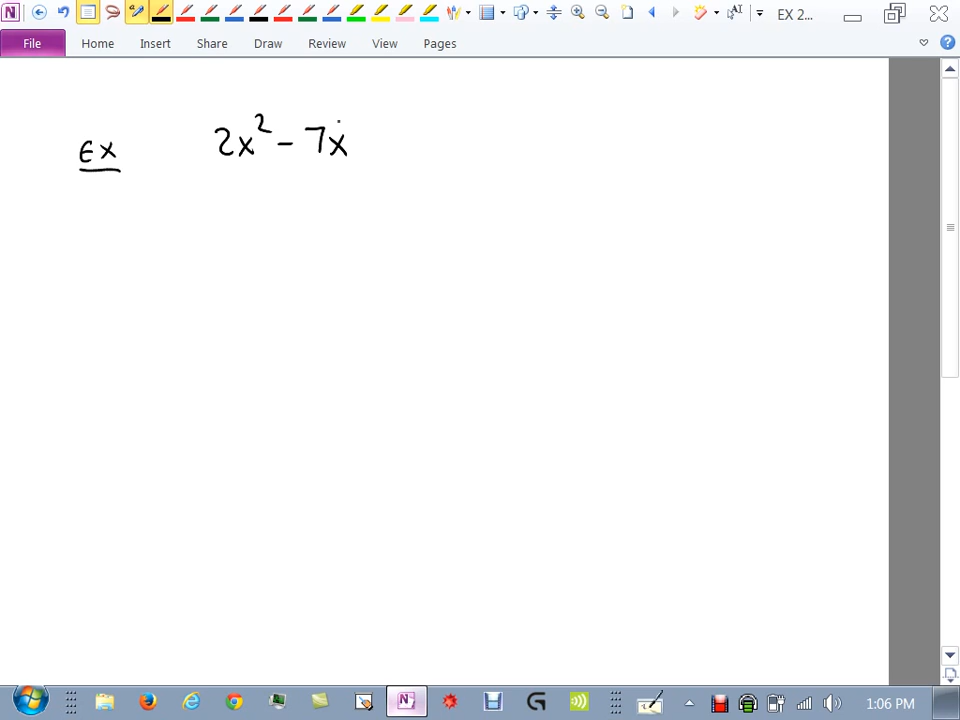 EX 2...
File Home Insert Share Draw Review View Pages
Ex 2x² - 7x
1:06 PM